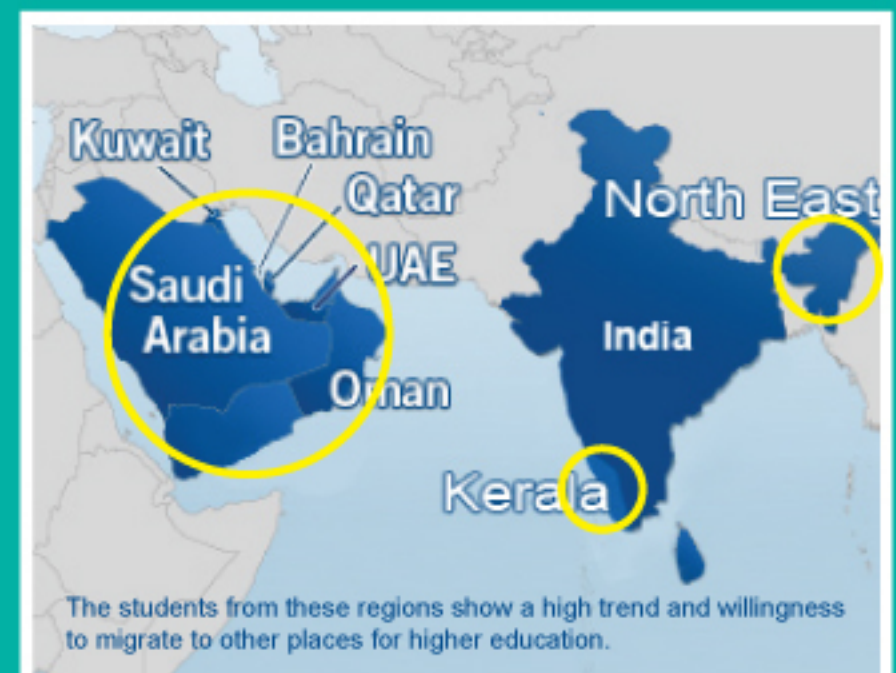 Kuwait
Bahrain
Qatar
UAE
Saudi
Arabia
Oman
North East
India
Kerala
The students from these regions show a high trend and willingness
to migrate to other places for higher education.